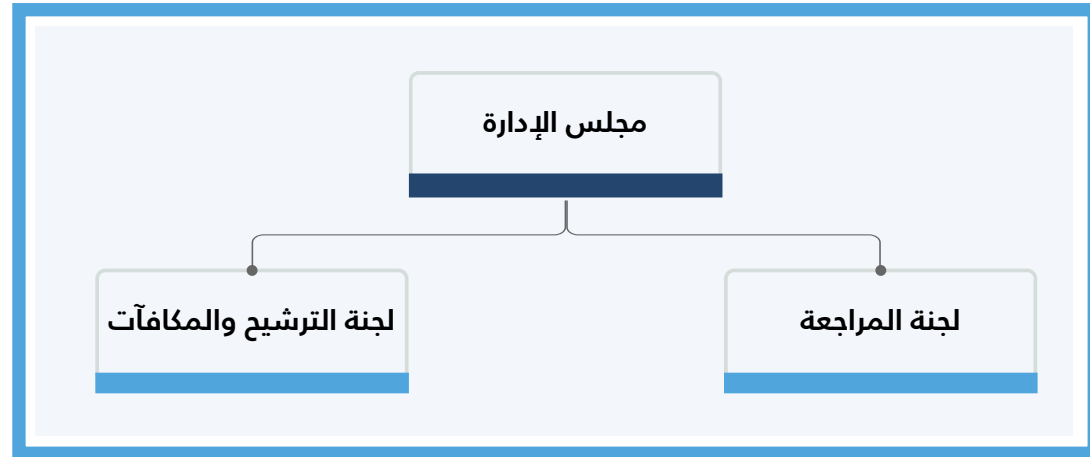 مجلس الإدارة
لجنة المراجعة
لجنة الترشيح والمكافآت